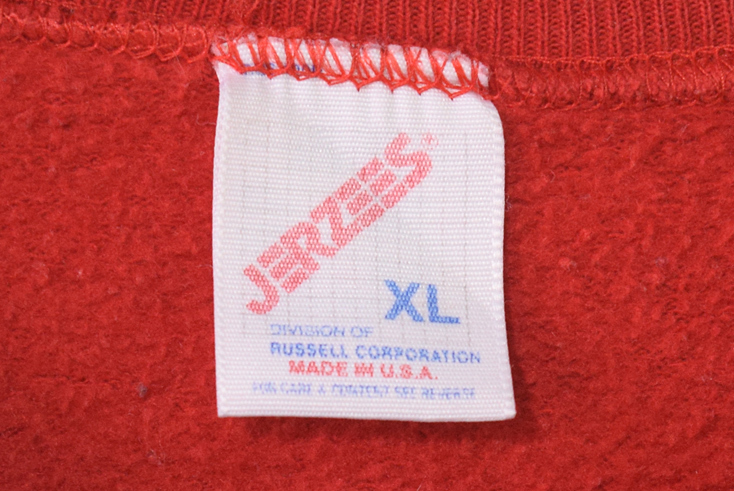 JERZEES®
XL
DIVISION OF
RUSSELL CORPORATION
MADE IN U.S.A.
FOR CARE & CONTENT SEE REVERSE